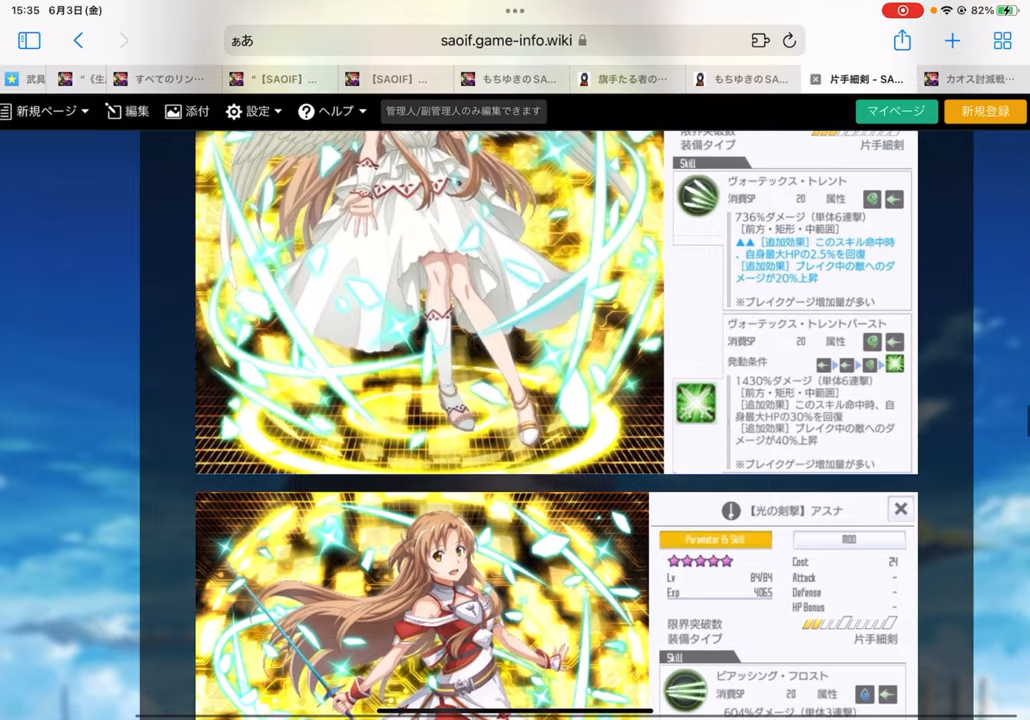 15:35 6月3日(金)
82%
ぁあ
saoif.game-info.wiki
武具
“《生
すべてのリン…
“【SAOIF】…
【SAOIF】…
もちゆきのSA…
旗手たる者の…
もちゆきのSA…
片手細剣 - SA…
カオス討滅戦…
新規ページ
編集
添付
設定
ヘルプ
管理人/副管理人のみ編集できます
マイページ
新規登録
限界突破数
装備タイプ 片手細剣
Skill
ヴォーテックス・トレント
消費SP 20 属性
736%ダメージ（単体6連撃）
［前方・矩形・中範囲］
▲▲［追加効果］このスキル命中時
、自身最大HPの2.5%を回復
［追加効果］ブレイク中の敵へのダ
メージが20%上昇
※ブレイクゲージ増加量が多い
ヴォーテックス・トレントバースト
消費SP 20 属性
発動条件
1430%ダメージ（単体6連撃）
［前方・矩形・中範囲］
［追加効果］このスキル命中時、自
身最大HPの30%を回復
［追加効果］ブレイク中の敵へのダ
メージが40%上昇
※ブレイクゲージ増加量が多い
【光の剣撃】アスナ
Parameter & Skill
MOD
Cost 24
Lv 84/84
Attack -
Exp 4065
Defense -
HP Bonus -
限界突破数
装備タイプ 片手細剣
Skill
ピアッシング・フロスト
消費SP 20 属性
604%ダメージ（単体3連撃）